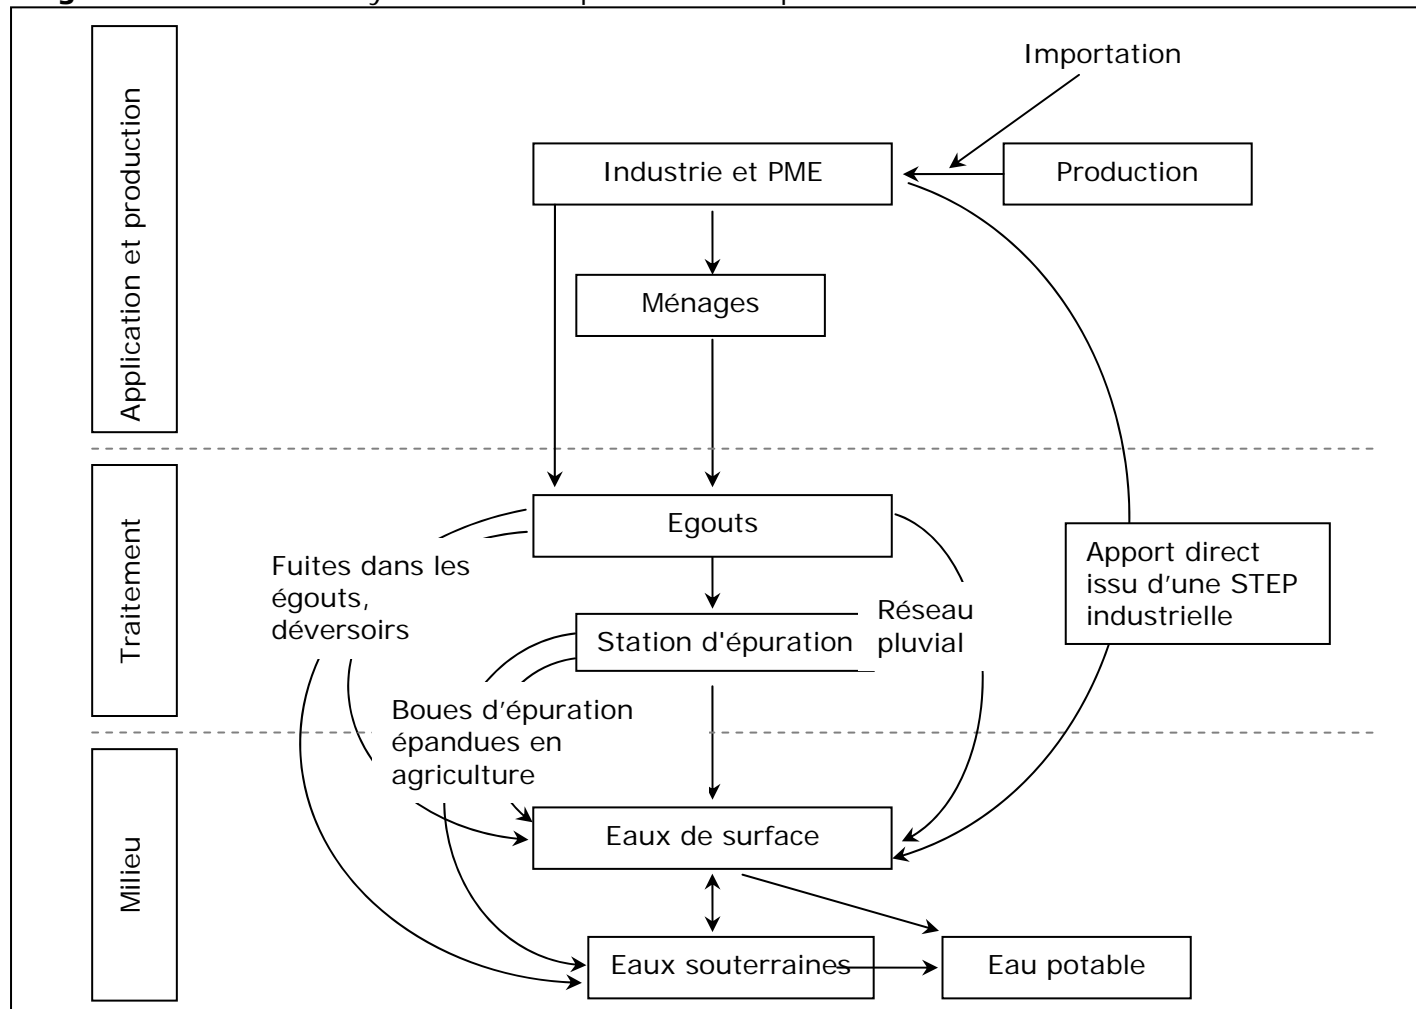 Importation
Application et production
Industrie et PME
Production
Ménages
Traitement
Egouts
Fuites dans les
égouts,
déversoirs
Apport direct
issu d'une STEP
industrielle
Réseau
pluvial
Station d'épuration
Boues d'épuration
épandues en
agriculture
Milieu
Eaux de surface
Eaux souterraines
Eau potable